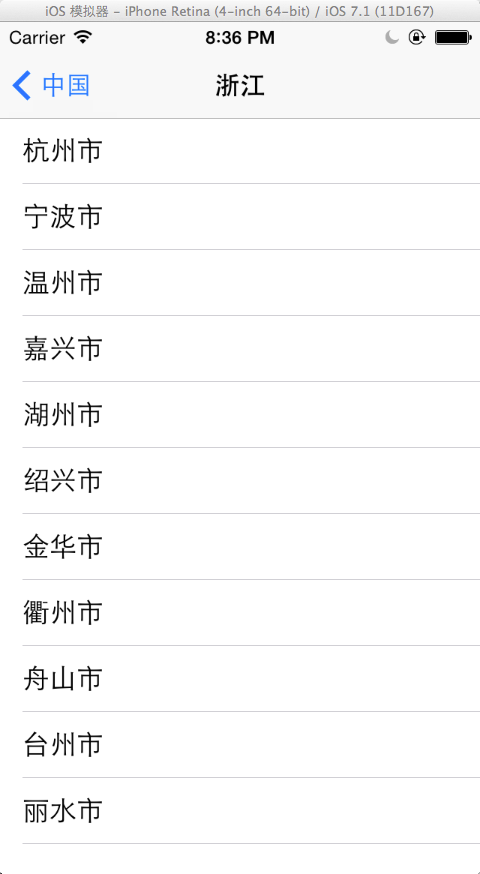 iOS 模拟器 – iPhone Retina (4-inch 64-bit) / iOS 7.1 (11D167)
Carrier 8:36 PM
中国 浙江
杭州市
宁波市
温州市
嘉兴市
湖州市
绍兴市
金华市
衢州市
舟山市
台州市
丽水市